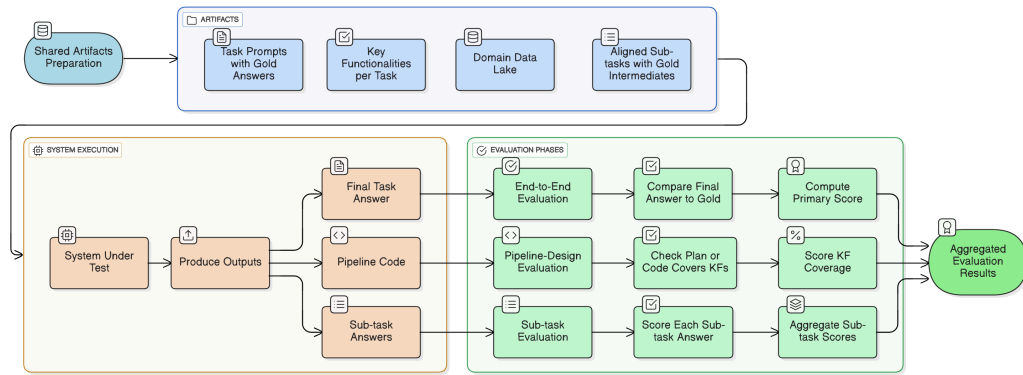 ARTIFACTS
Shared Artifacts
Preparation
Task Prompts
with Gold
Answers
Key
Functionalities
per Task
Domain Data
Lake
Aligned Sub-
tasks with Gold
Intermediates
SYSTEM EXECUTION
System Under
Test
Produce Outputs
Final Task
Answer
Pipeline Code
Sub-task
Answers
EVALUATION PHASES
End-to-End
Evaluation
Compare Final
Answer to Gold
Compute
Primary Score
Pipeline-Design
Evaluation
Check Plan or
Code Covers KFs
Score KF
Coverage
Sub-task
Evaluation
Score Each Sub-
task Answer
Aggregate Sub-
task Scores
Aggregated
Evaluation
Results